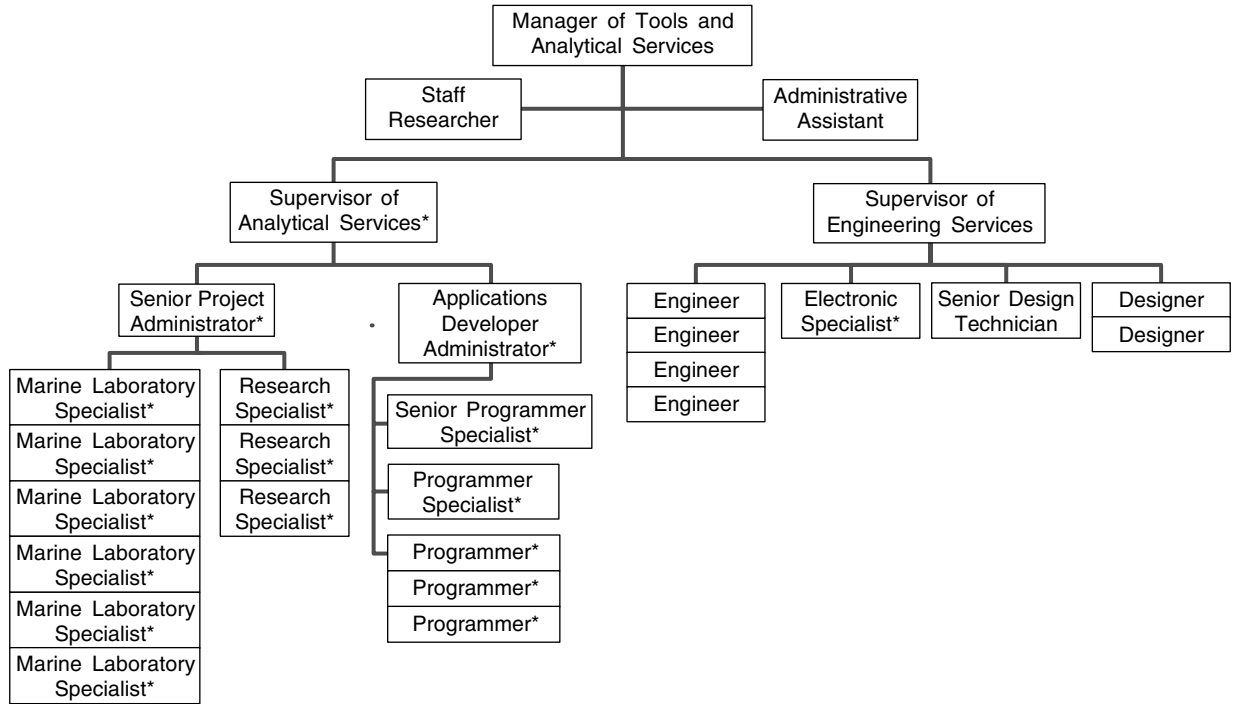 Manager of Tools and
Analytical Services
Staff
Researcher
Administrative
Assistant
Supervisor of
Analytical Services*
Supervisor of
Engineering Services
Senior Project
Administrator*
Applications
Developer
Administrator*
Engineer
Engineer
Engineer
Engineer
Electronic
Specialist*
Senior Design
Technician
Designer
Designer
Marine Laboratory
Specialist*
Marine Laboratory
Specialist*
Marine Laboratory
Specialist*
Marine Laboratory
Specialist*
Marine Laboratory
Specialist*
Marine Laboratory
Specialist*
Research
Specialist*
Research
Specialist*
Research
Specialist*
Senior Programmer
Specialist*
Programmer
Specialist*
Programmer*
Programmer*
Programmer*